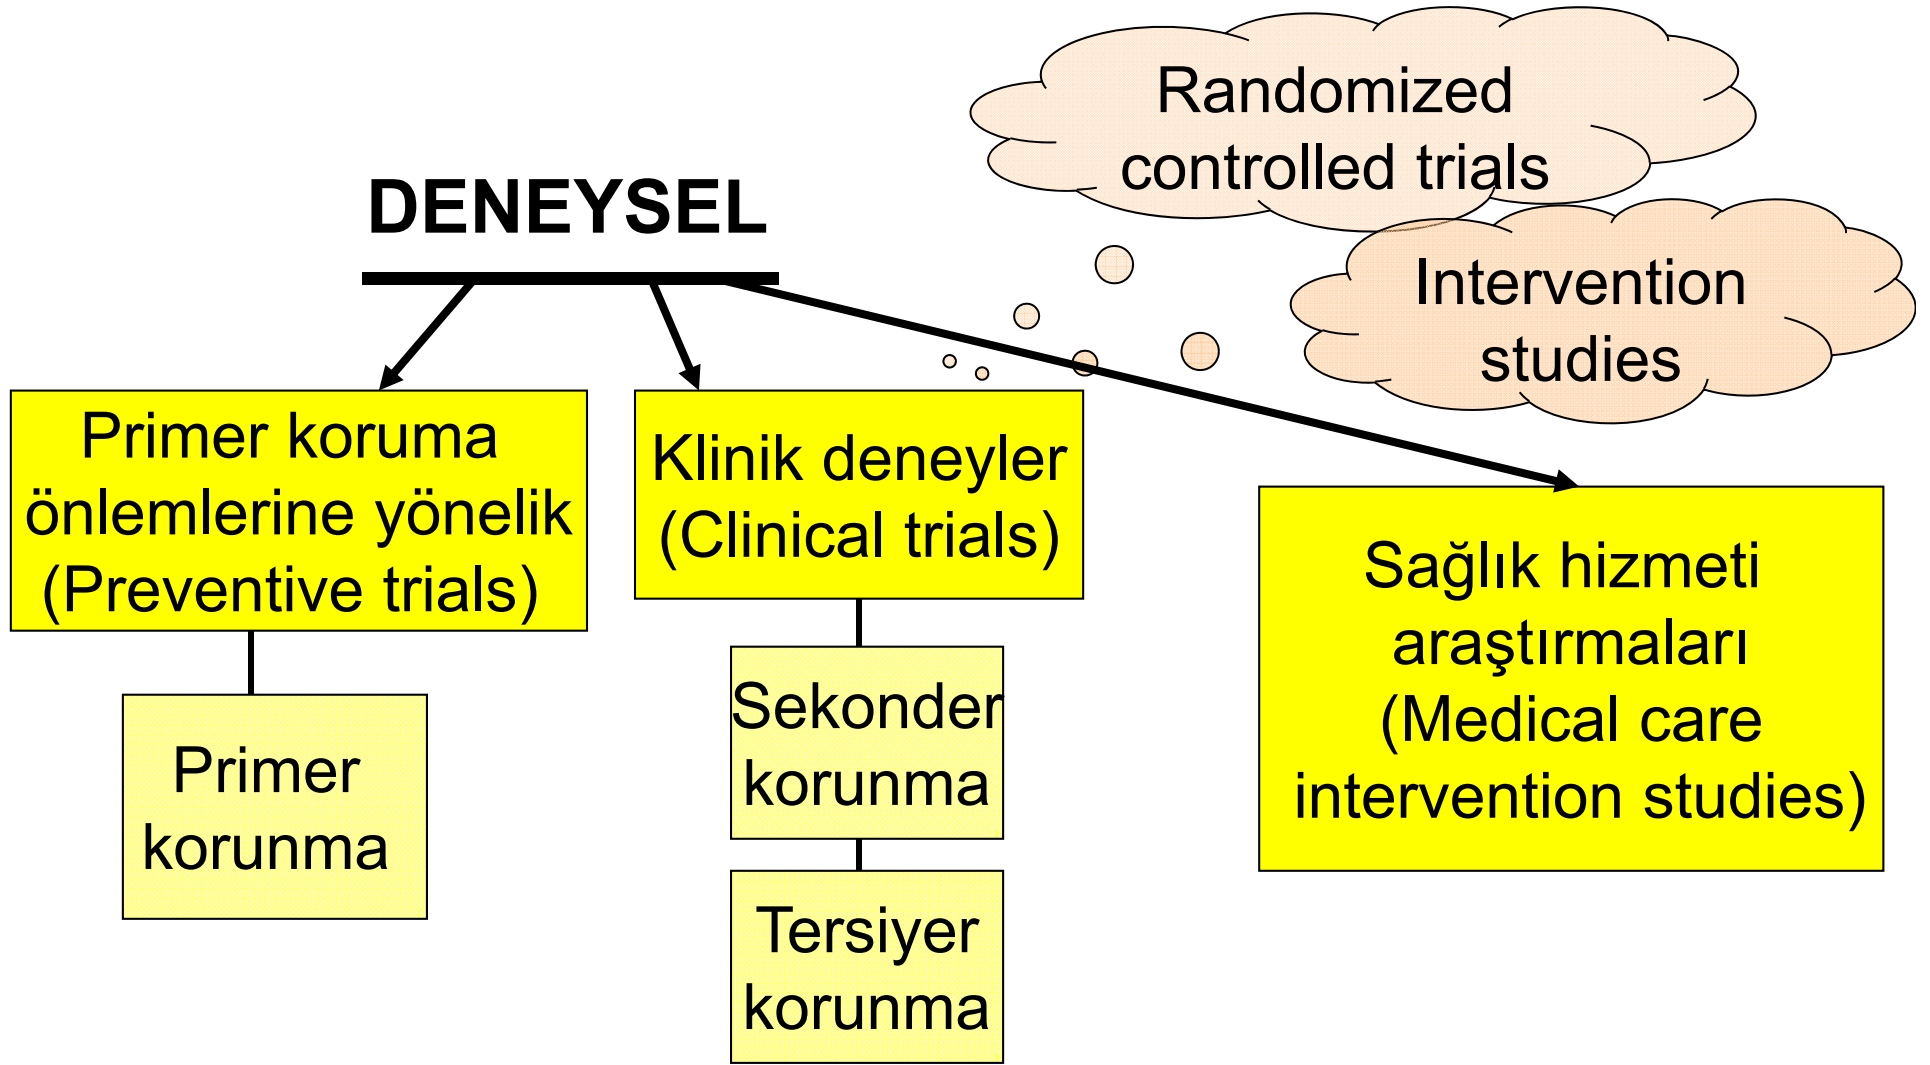 Randomized
controlled trials
DENEYSEL
Intervention
studies
Primer koruma
önlemlerine yönelik
(Preventive trials)
Klinik deneyler
(Clinical trials)
Sağlık hizmeti
araştırmaları
(Medical care
intervention studies)
Primer
korunma
Sekonder
korunma
Tersiyer
korunma